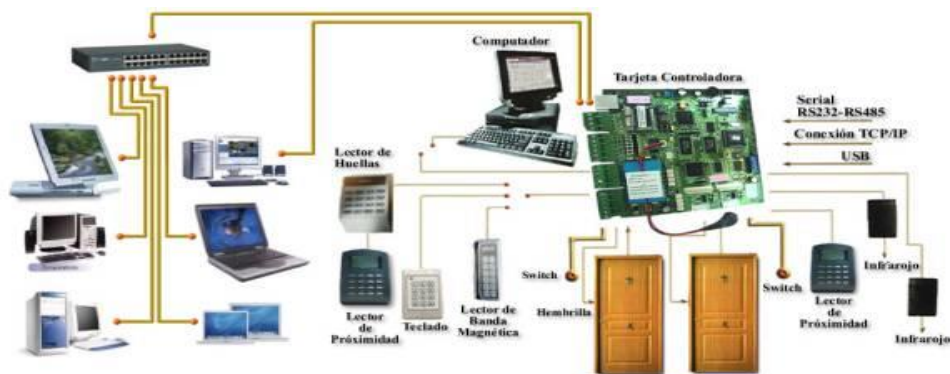 Computador
Tarjeta Controladora
Serial
RS232-RS485
Conexión TCP/IP
USB
Lector de
Huellas
Switch
Hembrilla
Lector
de
Próximidad
Teclado
Lector de
Banda
Magnética
Switch
Lector
de
Próximidad
Infrarojo
Infrarojo